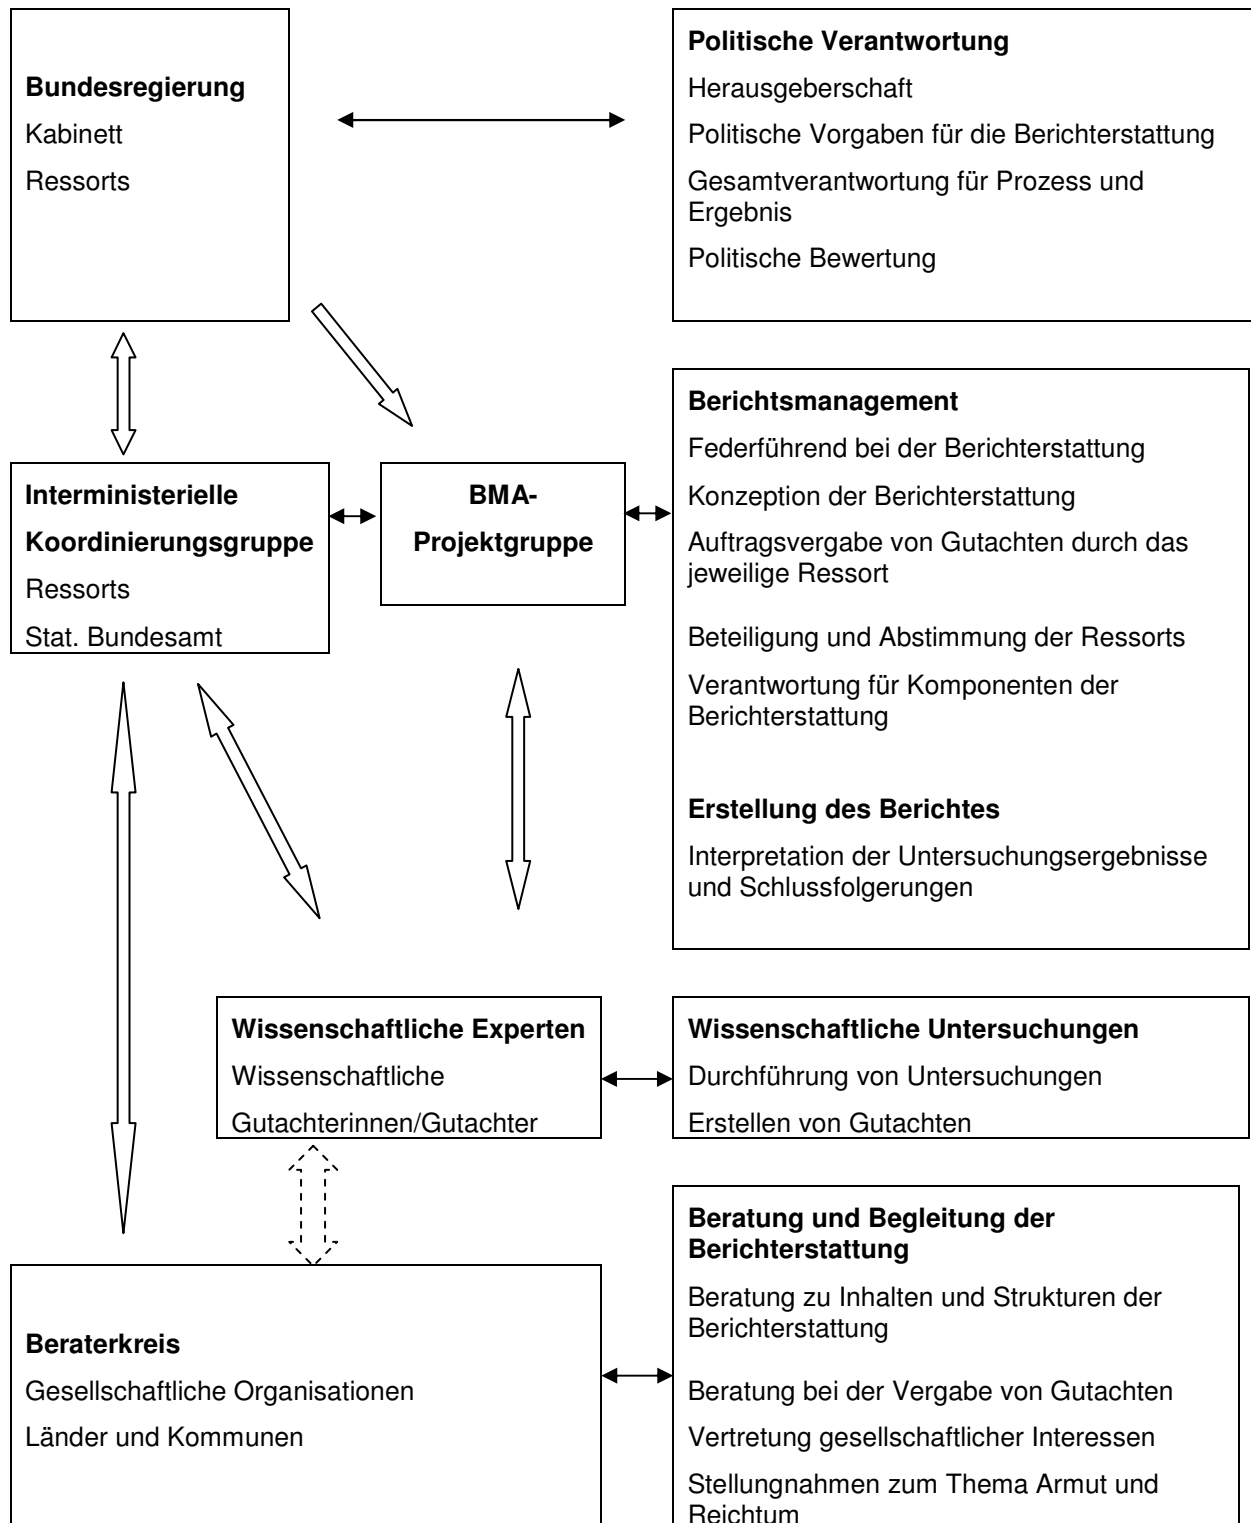 Bundesregierung
Kabinett
Ressorts
Politische Verantwortung
Herausgeberschaft
Politische Vorgaben für die Berichterstattung
Gesamtverantwortung für Prozess und
Ergebnis
Politische Bewertung
Interministerielle
Koordinierungsgruppe
Ressorts
Stat. Bundesamt
BMA-
Projektgruppe
Berichtsmanagement
Federführend bei der Berichterstattung
Konzeption der Berichterstattung
Auftragsvergabe von Gutachten durch das
jeweilige Ressort
Beteiligung und Abstimmung der Ressorts
Verantwortung für Komponenten der
Berichterstattung
Erstellung des Berichtes
Interpretation der Untersuchungsergebnisse
und Schlussfolgerungen
Wissenschaftliche Experten
Wissenschaftliche
Gutachterinnen/Gutachter
Wissenschaftliche Untersuchungen
Durchführung von Untersuchungen
Erstellen von Gutachten
Beraterkreis
Gesellschaftliche Organisationen
Länder und Kommunen
Beratung und Begleitung der
Berichterstattung
Beratung zu Inhalten und Strukturen der
Berichterstattung
Beratung bei der Vergabe von Gutachten
Vertretung gesellschaftlicher Interessen
Stellungnahmen zum Thema Armut und
Reichtum